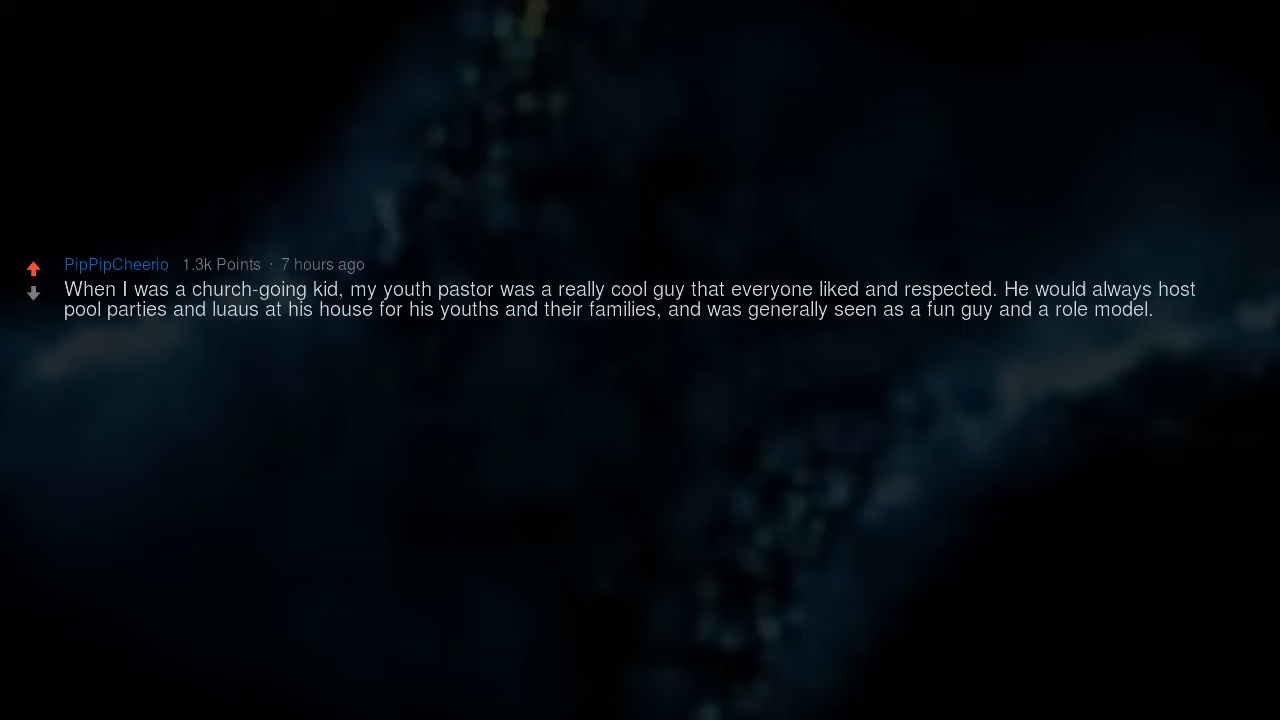 PipPipCheerio 1.3k Points · 7 hours ago
When I was a church-going kid, my youth pastor was a really cool guy that everyone liked and respected. He would always host
pool parties and luaus at his house for his youths and their families, and was generally seen as a fun guy and a role model.